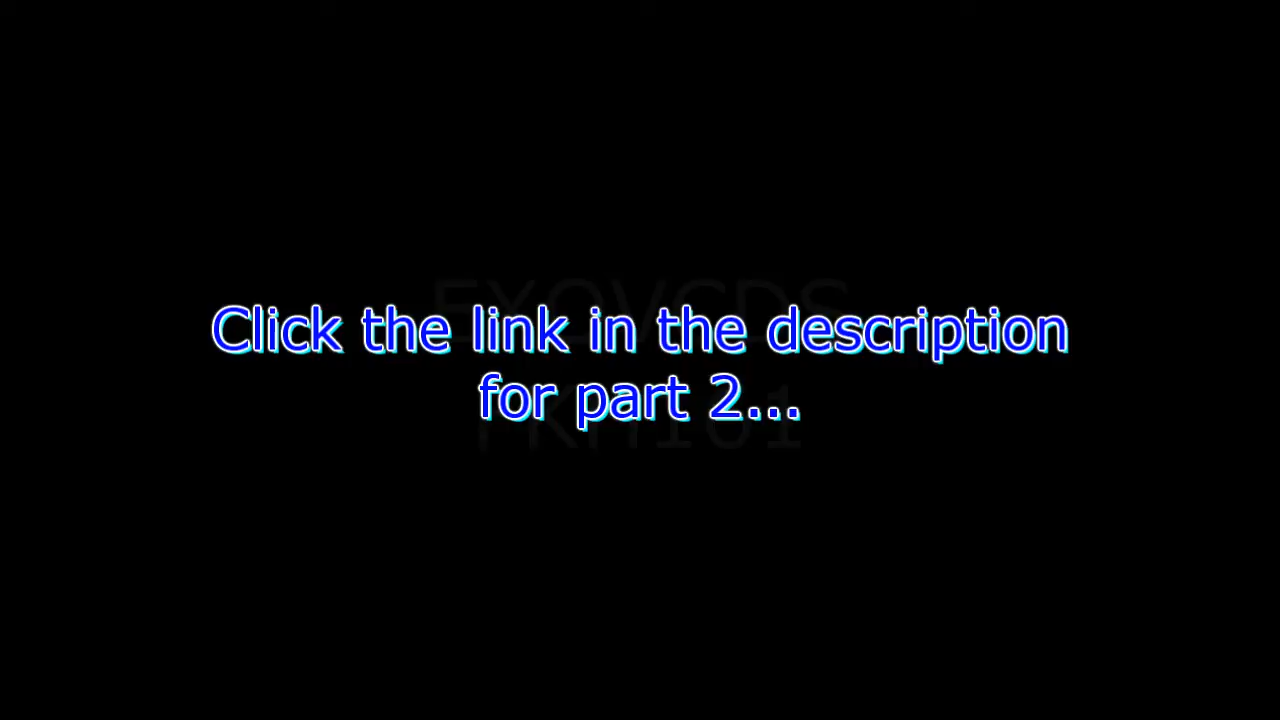 Click the link in the description
for part 2...